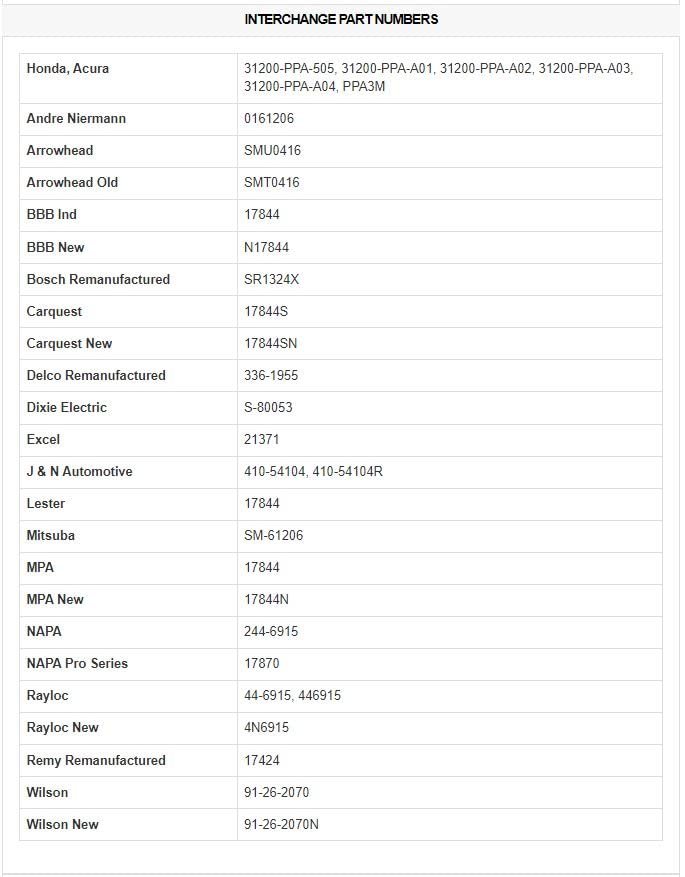 INTERCHANGE PART NUMBERS
Honda, Acura 31200-PPA-505, 31200-PPA-A01, 31200-PPA-A02, 31200-PPA-A03,
31200-PPA-A04, PPA3M
Andre Niermann 0161206
Arrowhead SMU0416
Arrowhead Old SMT0416
BBB Ind 17844
BBB New N17844
Bosch Remanufactured SR1324X
Carquest 17844S
Carquest New 17844SN
Delco Remanufactured 336-1955
Dixie Electric S-80053
Excel 21371
J & N Automotive 410-54104, 410-54104R
Lester 17844
Mitsuba SM-61206
MPA 17844
MPA New 17844N
NAPA 244-6915
NAPA Pro Series 17870
Rayloc 44-6915, 446915
Rayloc New 4N6915
Remy Remanufactured 17424
Wilson 91-26-2070
Wilson New 91-26-2070N